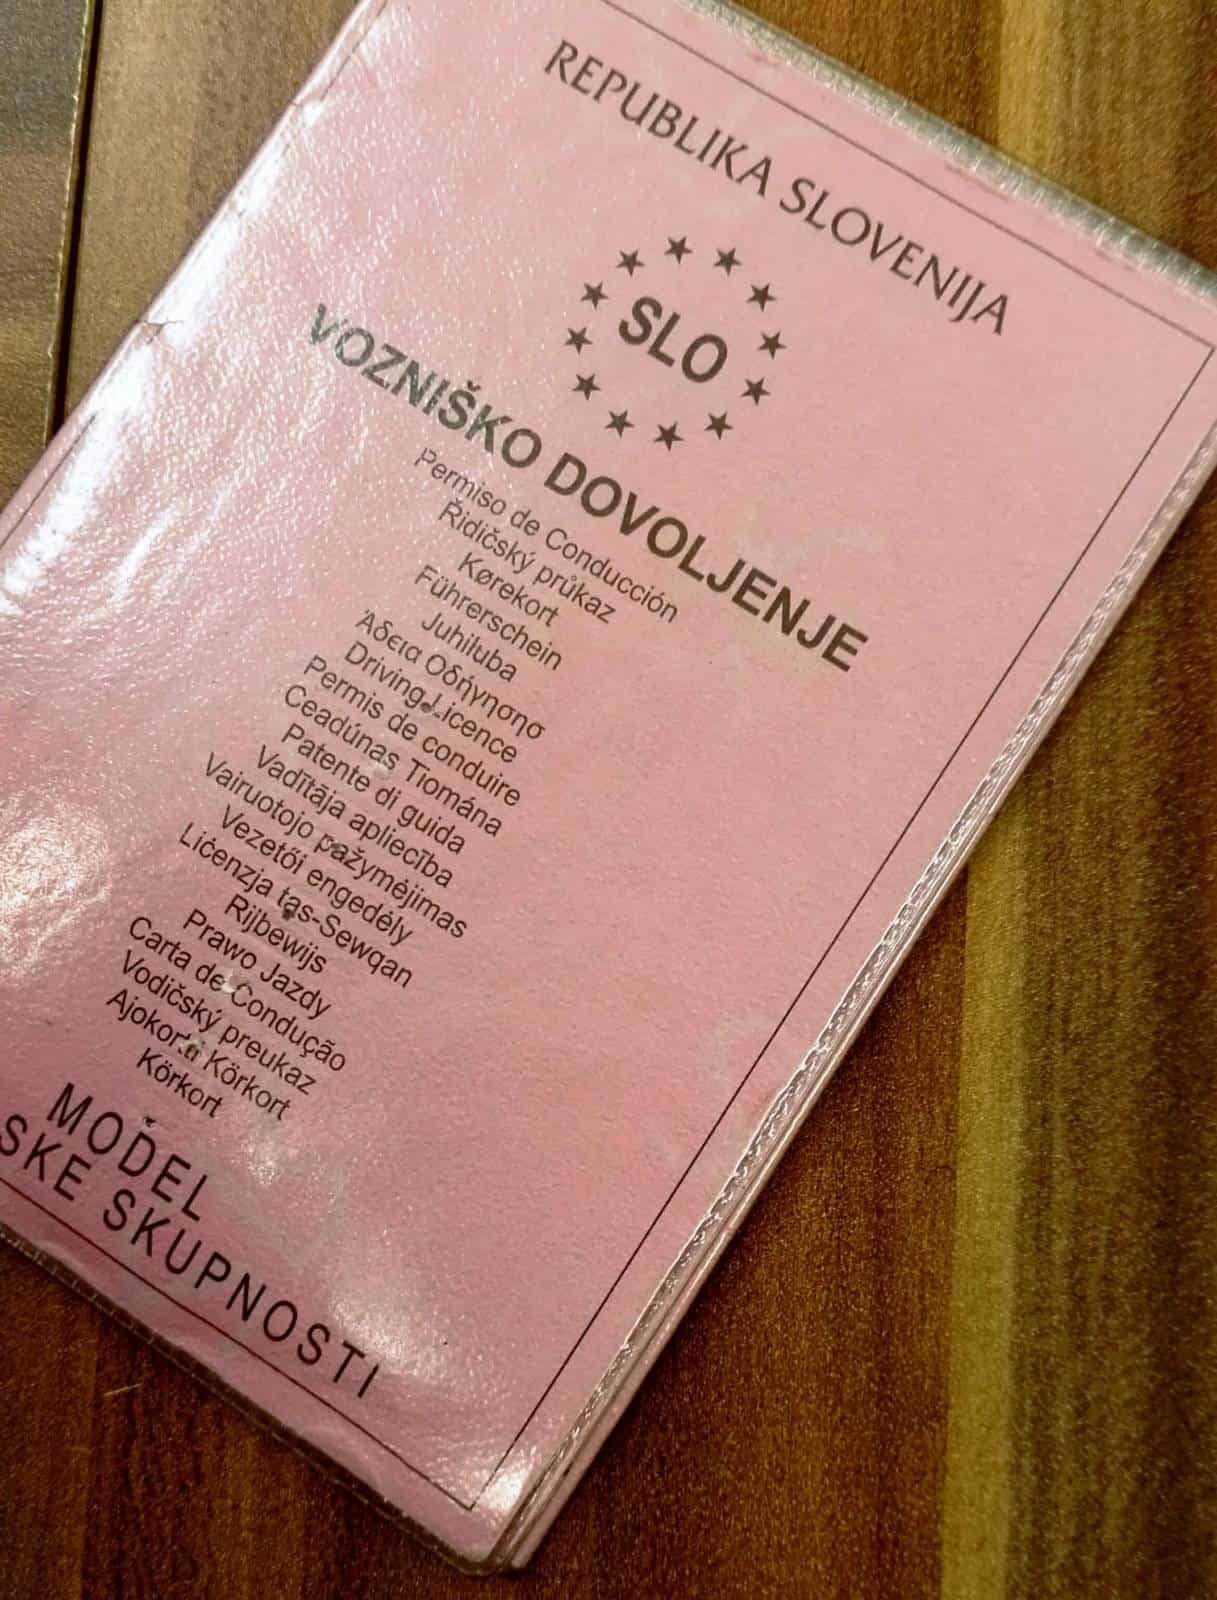 REPUBLIKA SLOVENIJA
SLO
VOZNIŠKO DOVOLJENJE
Permiso de Conducción
Řidičský průkaz
Kørekort
Führerschein
Juhiluba
Άδεια Οδήγησησ
Driving Licence
Permis de conduire
Ceadúnas Tiomána
Patente di guida
Vadītāja apliecība
Vairuotojo pažymėjimas
Vezetői engedély
Liċenzja tas-Sewqan
Rijbewijs
Prawo Jazdy
Carta de Condução
Vodičský preukaz
Ajokortti Körkort
Körkort
MODEL
SKE SKUPNOSTI